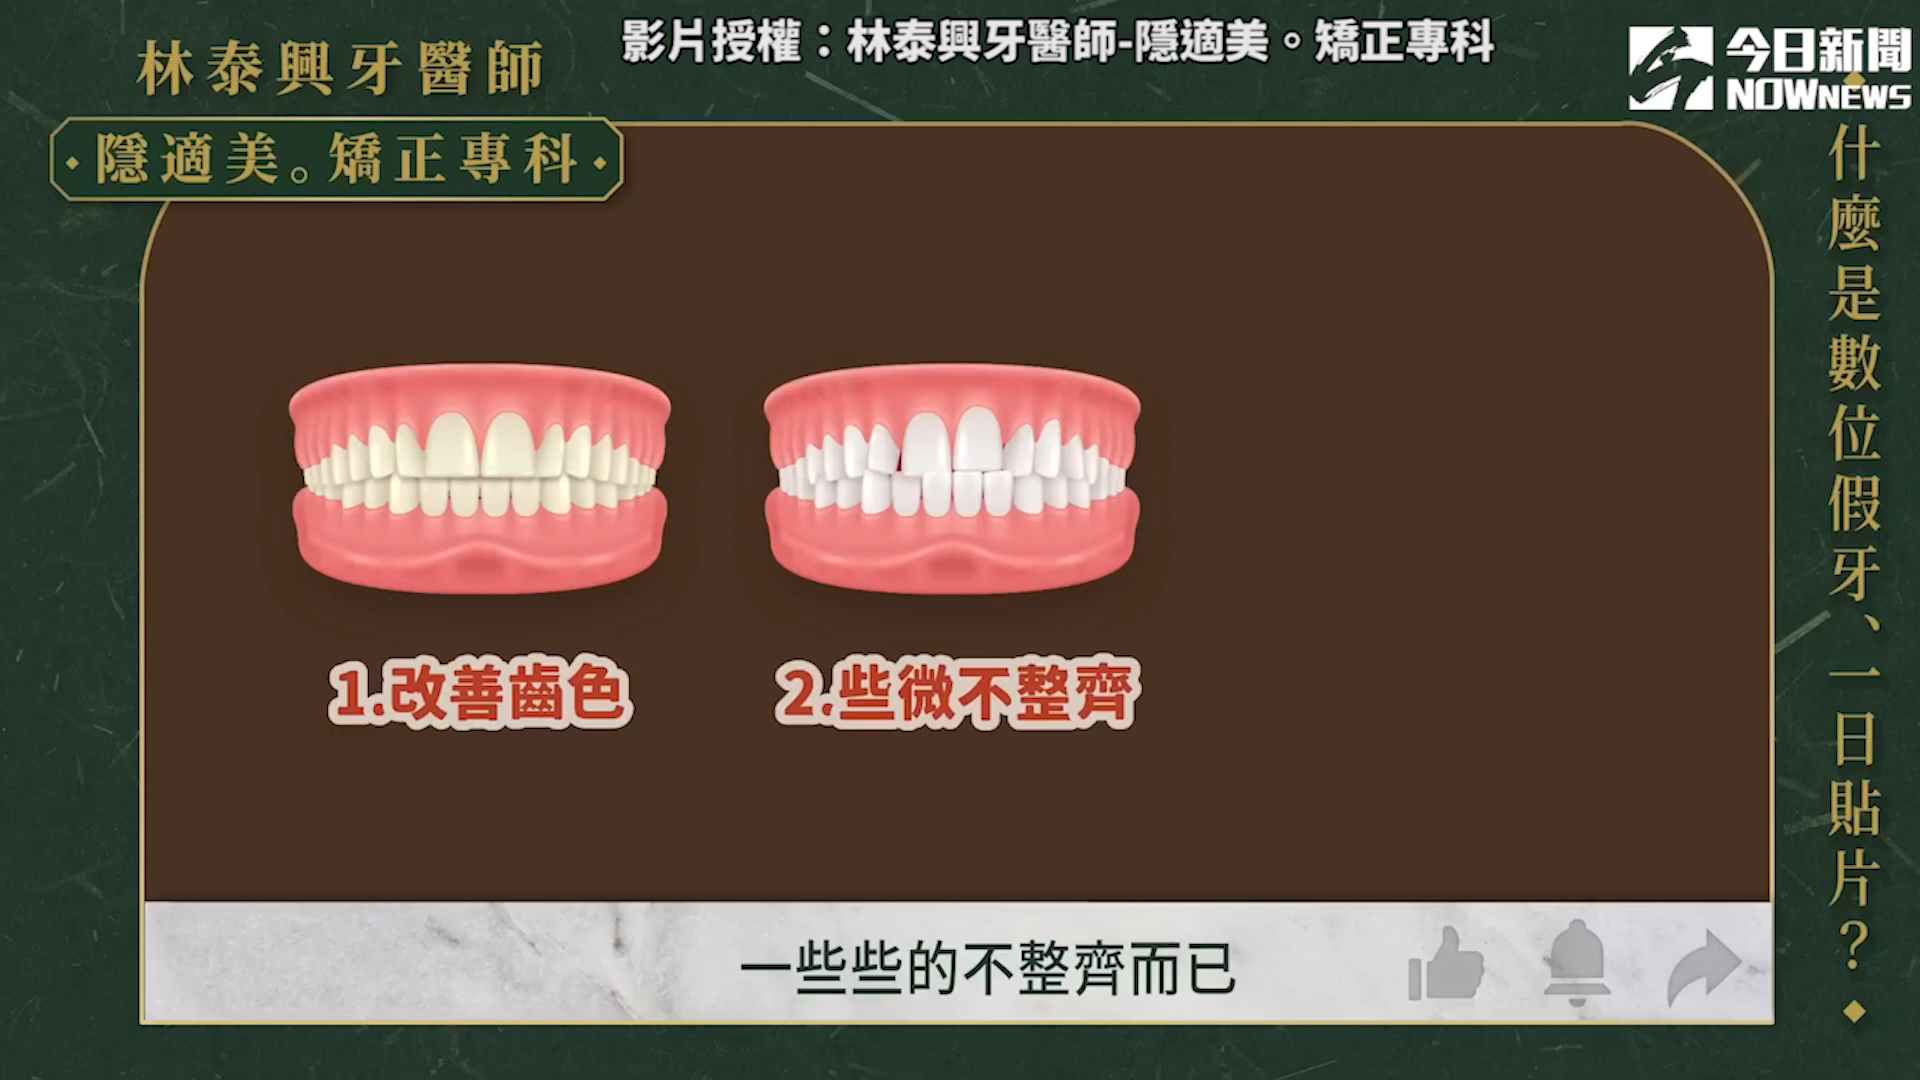 影片授權：林泰興牙醫師-隱適美。矯正專科
今日新聞
NOWNEWS
林泰興牙醫師
隱適美。矯正專科
什麼是數位假牙、一日貼片？
1.改善齒色
2.些微不整齊
一些些的不整齊而已